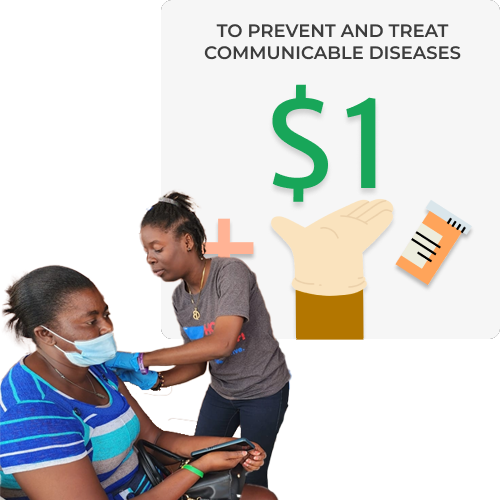 TO PREVENT AND TREAT
COMMUNICABLE DISEASES
$1